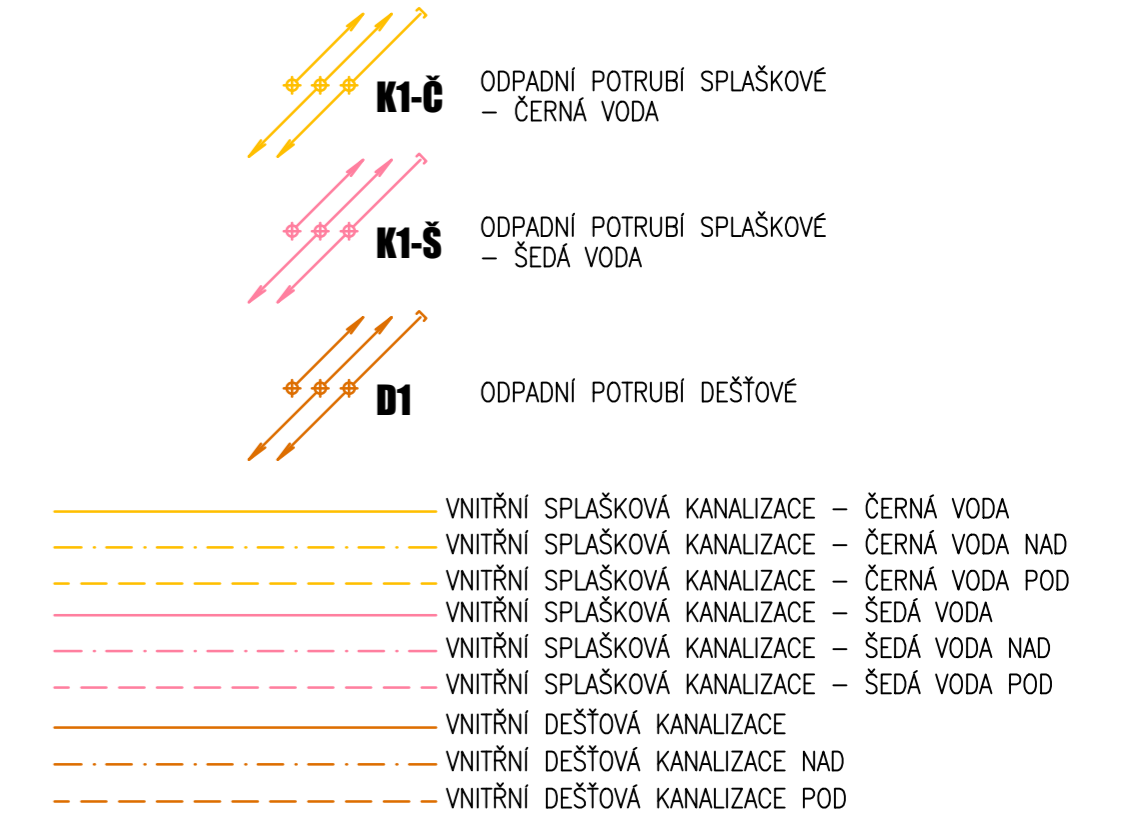 K1-Č
ODPADNÍ POTRUBÍ SPLAŠKOVÉ
– ČERNÁ VODA
K1-Š
ODPADNÍ POTRUBÍ SPLAŠKOVÉ
– ŠEDÁ VODA
D1
ODPADNÍ POTRUBÍ DEŠŤOVÉ
VNITŘNÍ SPLAŠKOVÁ KANALIZACE – ČERNÁ VODA
VNITŘNÍ SPLAŠKOVÁ KANALIZACE – ČERNÁ VODA NAD
VNITŘNÍ SPLAŠKOVÁ KANALIZACE – ČERNÁ VODA POD
VNITŘNÍ SPLAŠKOVÁ KANALIZACE – ŠEDÁ VODA
VNITŘNÍ SPLAŠKOVÁ KANALIZACE – ŠEDÁ VODA NAD
VNITŘNÍ SPLAŠKOVÁ KANALIZACE – ŠEDÁ VODA POD
VNITŘNÍ DEŠŤOVÁ KANALIZACE
VNITŘNÍ DEŠŤOVÁ KANALIZACE NAD
VNITŘNÍ DEŠŤOVÁ KANALIZACE POD